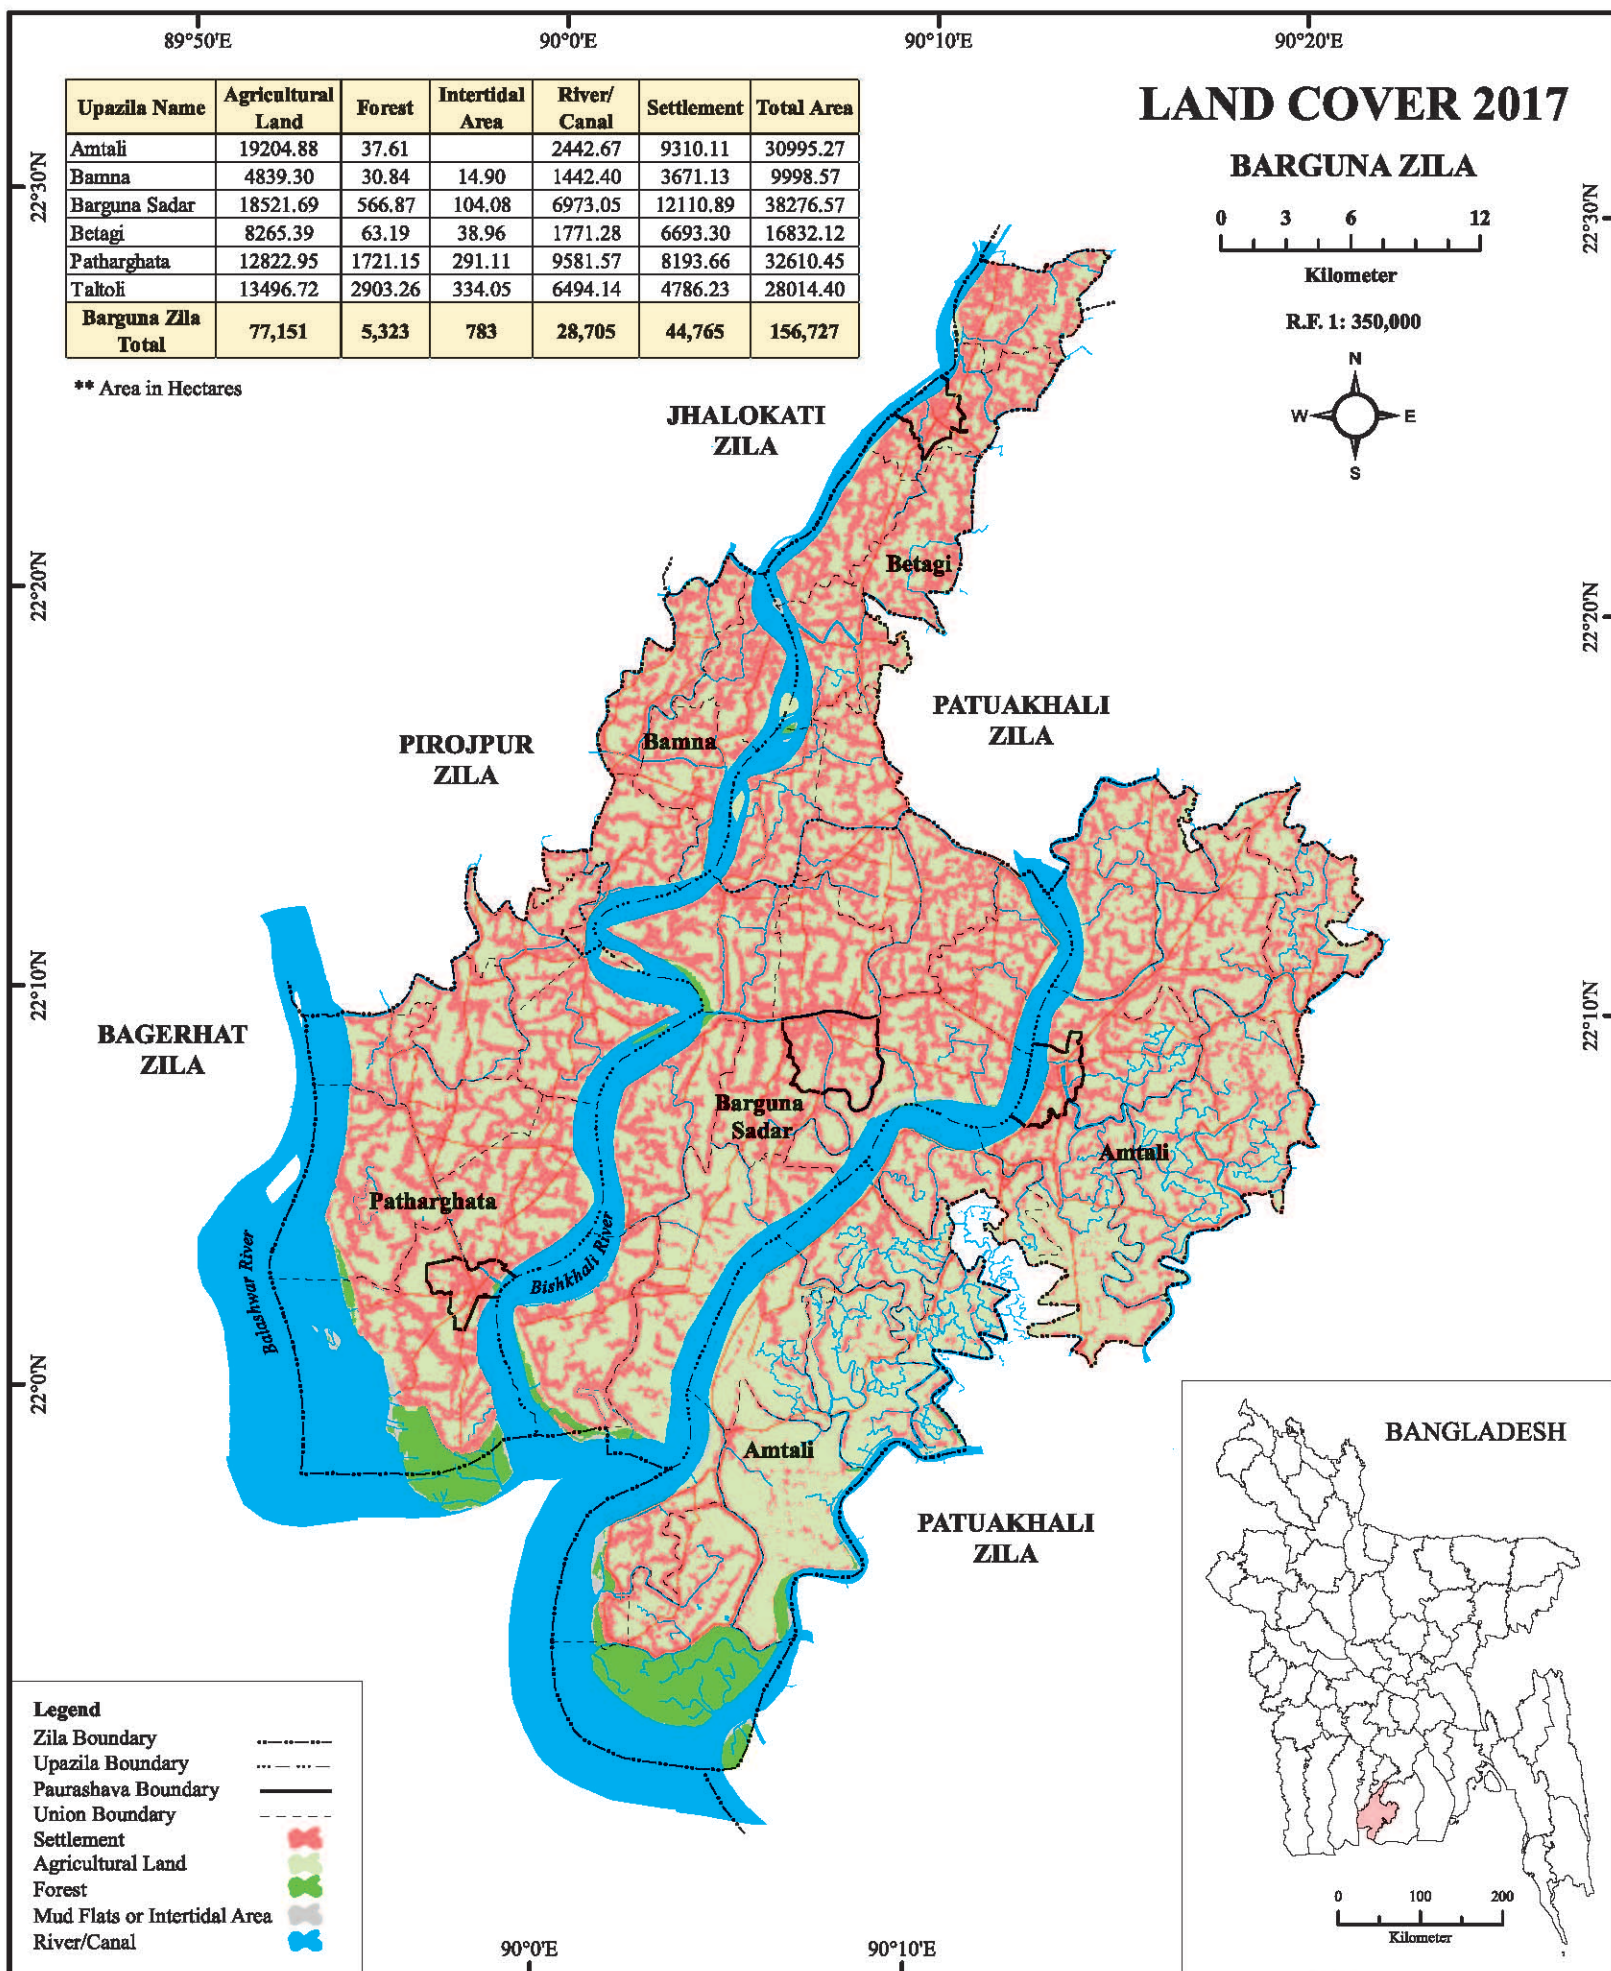 89°50'E 90°0'E 90°10'E 90°20'E
LAND COVER 2017
BARGUNA ZILA
0 3 6 12
Kilometer
R.F. 1: 350,000
N
W E
S
Upazila Name Agricultural Land Forest Intertidal Area River/ Canal Settlement Total Area
Amtali 19204.88 37.61 2442.67 9310.11 30995.27
Bamna 4839.30 30.84 14.90 1442.40 3671.13 9998.57
Barguna Sadar 18521.69 566.87 104.08 6973.05 12110.89 38276.57
Betagi 8265.39 63.19 38.96 1771.28 6693.30 16832.12
Patharghata 12822.95 1721.15 291.11 9581.57 8193.66 32610.45
Taltoli 13496.72 2903.26 334.05 6494.14 4786.23 28014.40
Barguna Zila Total 77,151 5,323 783 28,705 44,765 156,727
** Area in Hectares
22°30'N
22°30'N
JHALOKATI
ZILA
Betagi
22°20'N
22°20'N
PATUAKHALI
ZILA
PIROJPUR
ZILA
Bamna
22°10'N
22°10'N
BAGERHAT
ZILA
Barguna
Sadar
Amtali
Patharghata
Balashwar River
Bishkhali River
22°0'N
Amtali
PATUAKHALI
ZILA
BANGLADESH
0 100 200
Kilometer
1
Legend
Zila Boundary
Upazila Boundary
Paurashava Boundary
Union Boundary
Settlement
Agricultural Land
Forest
Mud Flats or Intertidal Area
River/Canal
90°0'E 90°10'E